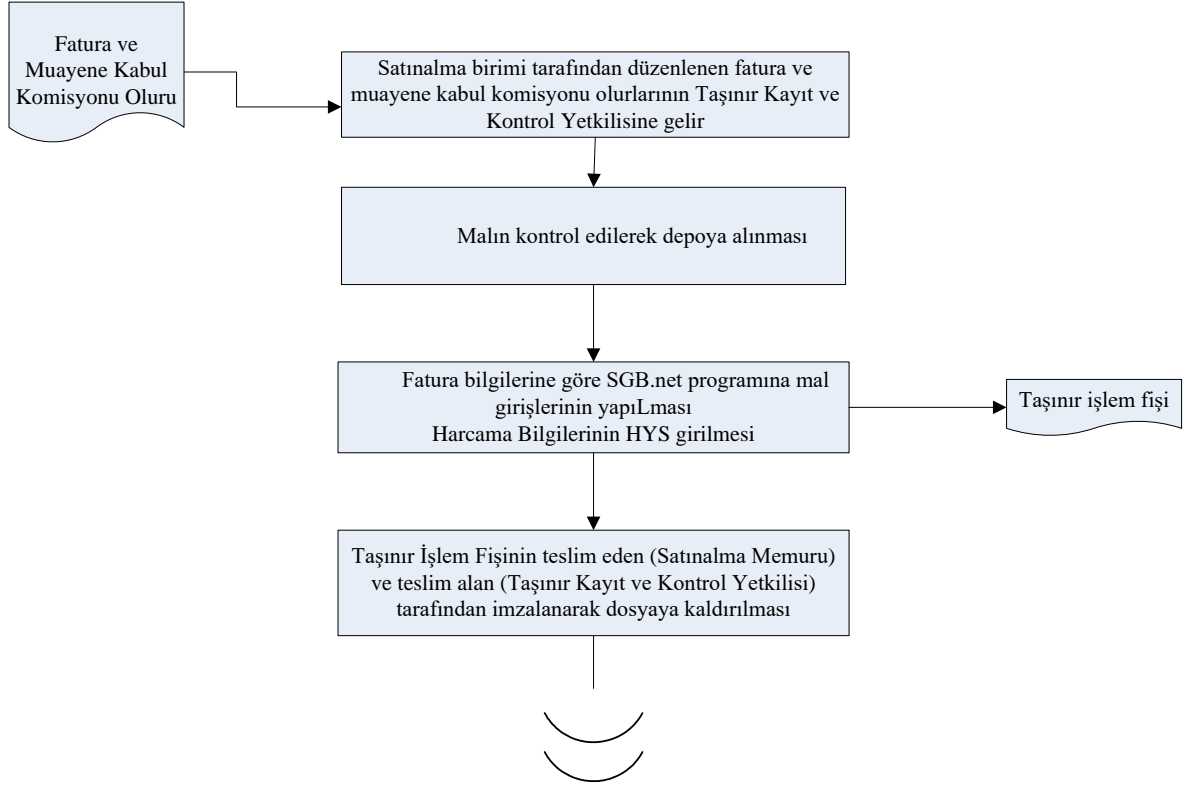 Fatura ve
Muayene Kabul
Komisyonu Oluru
Satınalma birimi tarafından düzenlenen fatura ve
muayene kabul komisyonu olurlarının Taşınır Kayıt ve
Kontrol Yetkilisine gelir
Malın kontrol edilerek depoya alınması
Fatura bilgilerine göre SGB.net programına mal
girişlerinin yapıLması
Harcama Bilgilerinin HYS girilmesi
Taşınır işlem fişi
Taşınır İşlem Fişinin teslim eden (Satınalma Memuru)
ve teslim alan (Taşınır Kayıt ve Kontrol Yetkilisi)
tarafından imzalanarak dosyaya kaldırılması